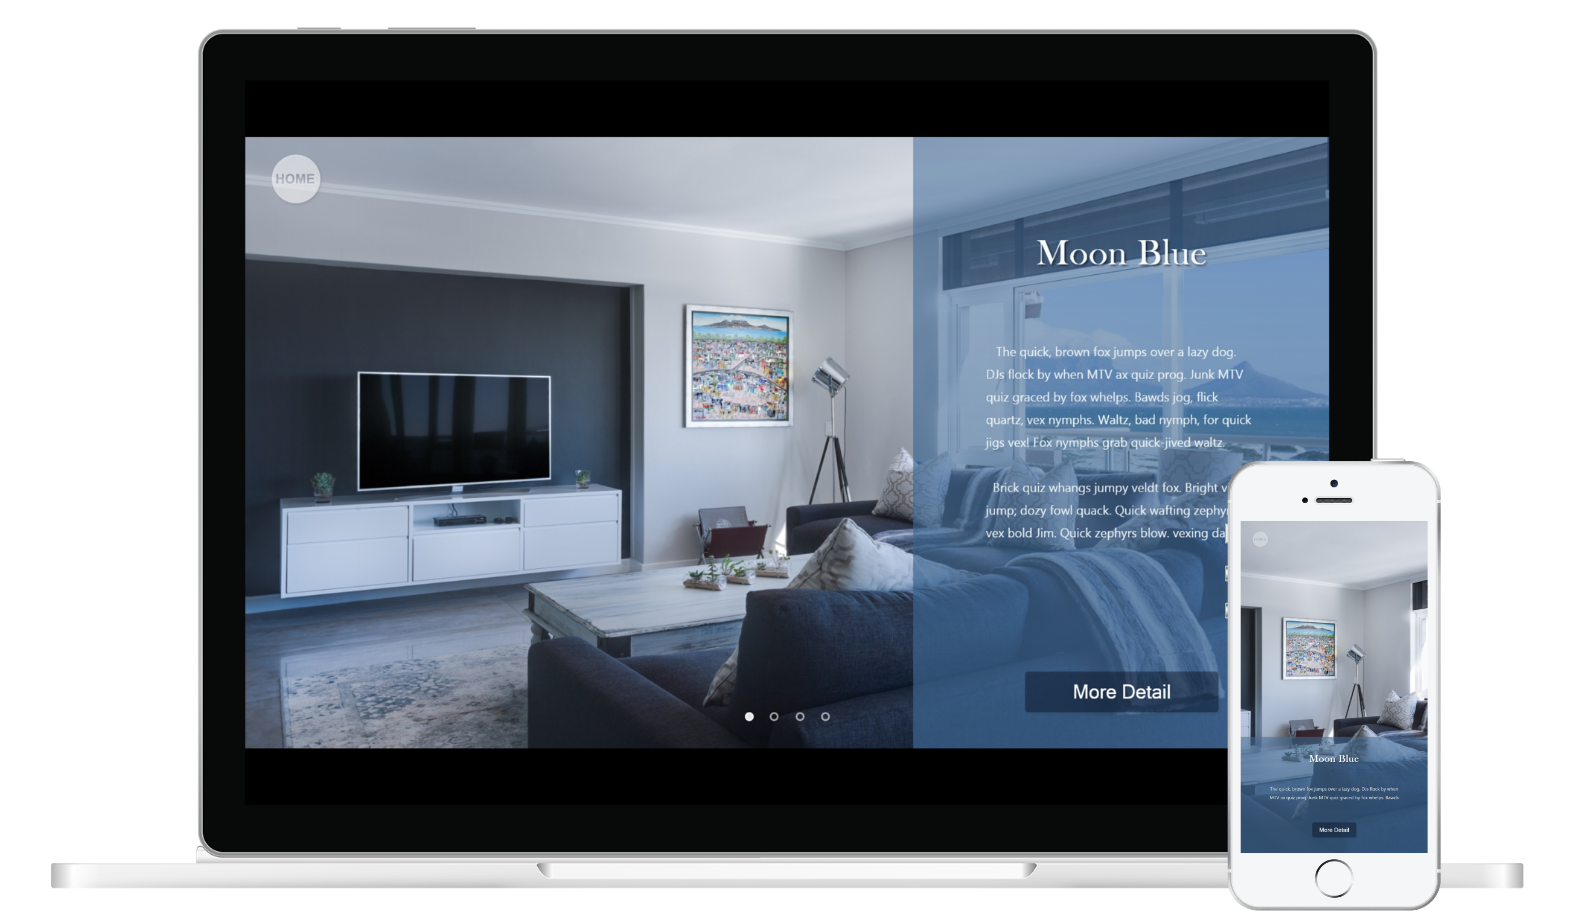 HOME
Moon Blue
The quick, brown fox jumps over a lazy dog.
DJs flock by when MTV ax quiz prog. Junk MTV
quiz graced by fox whelps. Bawds jog, flick
quartz, vex nymphs. Waltz, bad nymph, for quick
jigs vex! Fox nymphs grab quick-jived waltz.
Brick quiz whangs jumpy veldt fox. Bright v
jump; dozy fowl quack. Quick wafting zephy
vex bold Jim. Quick zephyrs blow. vexing da
More Detail
HOME
Moon Blue
The quick, brown fox jumps over a lazy dog. DJs flock by when
MTV ax quiz prog. Junk MTV quiz graced by fox whelps. Bawds
More Detail